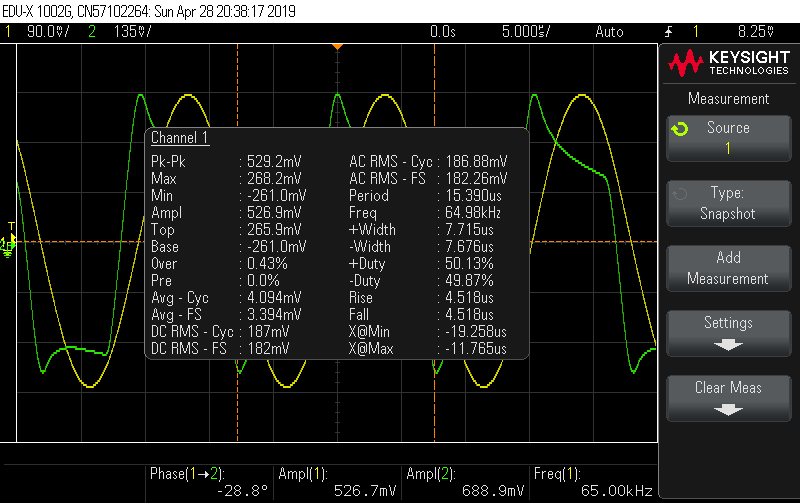 EDU-X 1002G, CN57102264: Sun Apr 28 20:38:17 2019
1 90.0V/ 2 135V/ 0.0s 5.000s/ Auto 1 8.25V
KEYSIGHT
TECHNOLOGIES
Measurement
Source
1
Type:
Snapshot
Add
Measurement
Settings
Clear Meas
T
Channel 1
Pk-Pk : 529.2mV AC RMS - Cyc : 186.88mV
Max : 268.2mV AC RMS - FS : 182.26mV
Min : -261.0mV Period : 15.390us
Ampl : 526.9mV Freq : 64.98kHz
Top : 265.9mV +Width : 7.715us
Base : -261.0mV -Width : 7.676us
Over : 0.43% +Duty : 50.13%
Pre : 0.0% -Duty : 49.87%
Avg - Cyc : 4.094mV Rise : 4.518us
Avg - FS : 3.394mV Fall : 4.518us
DC RMS - Cyc : 187mV X@Min : -19.258us
DC RMS - FS : 182mV X@Max : -11.765us
Phase(1→2): Ampl(1): Ampl(2): Freq(1):
-28.8° 526.7mV 688.9mV 65.00kHz